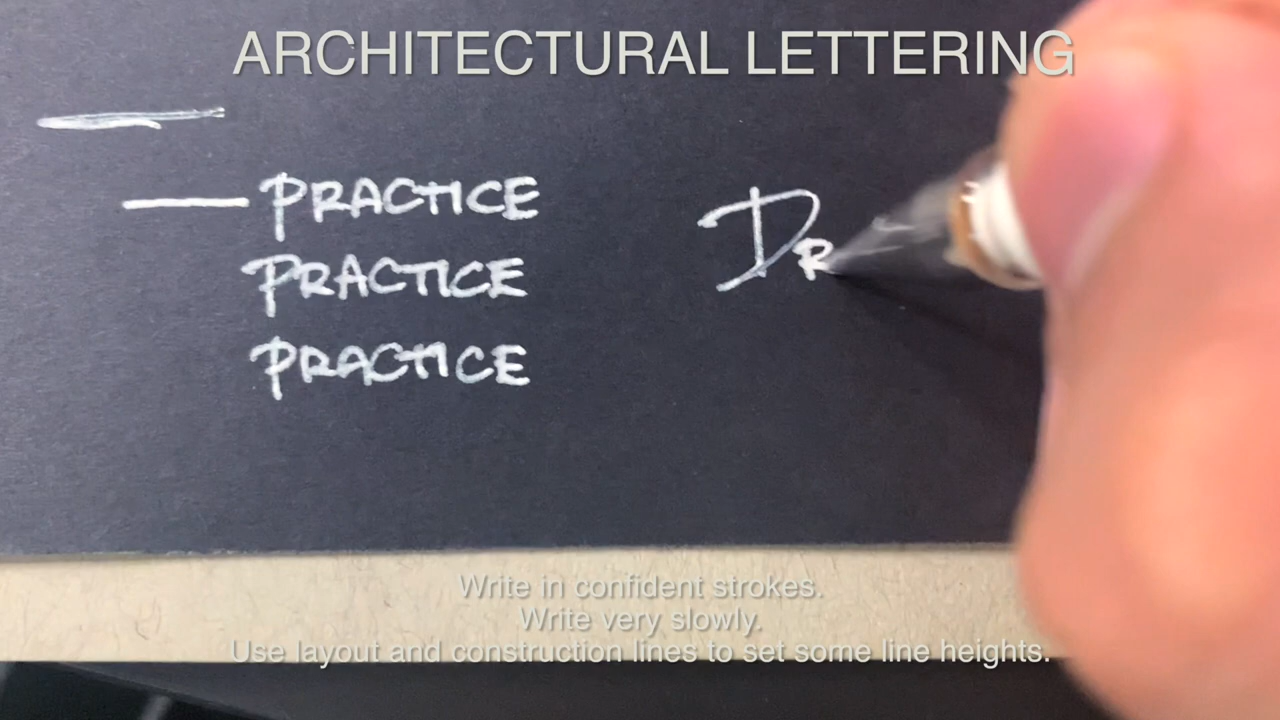 ARCHITECTURAL LETTERING
PRACTICE
PRACTICE
PRACTICE
DR
Write in confident strokes.
Write very slowly.
Use layout and construction lines to set some line heights.